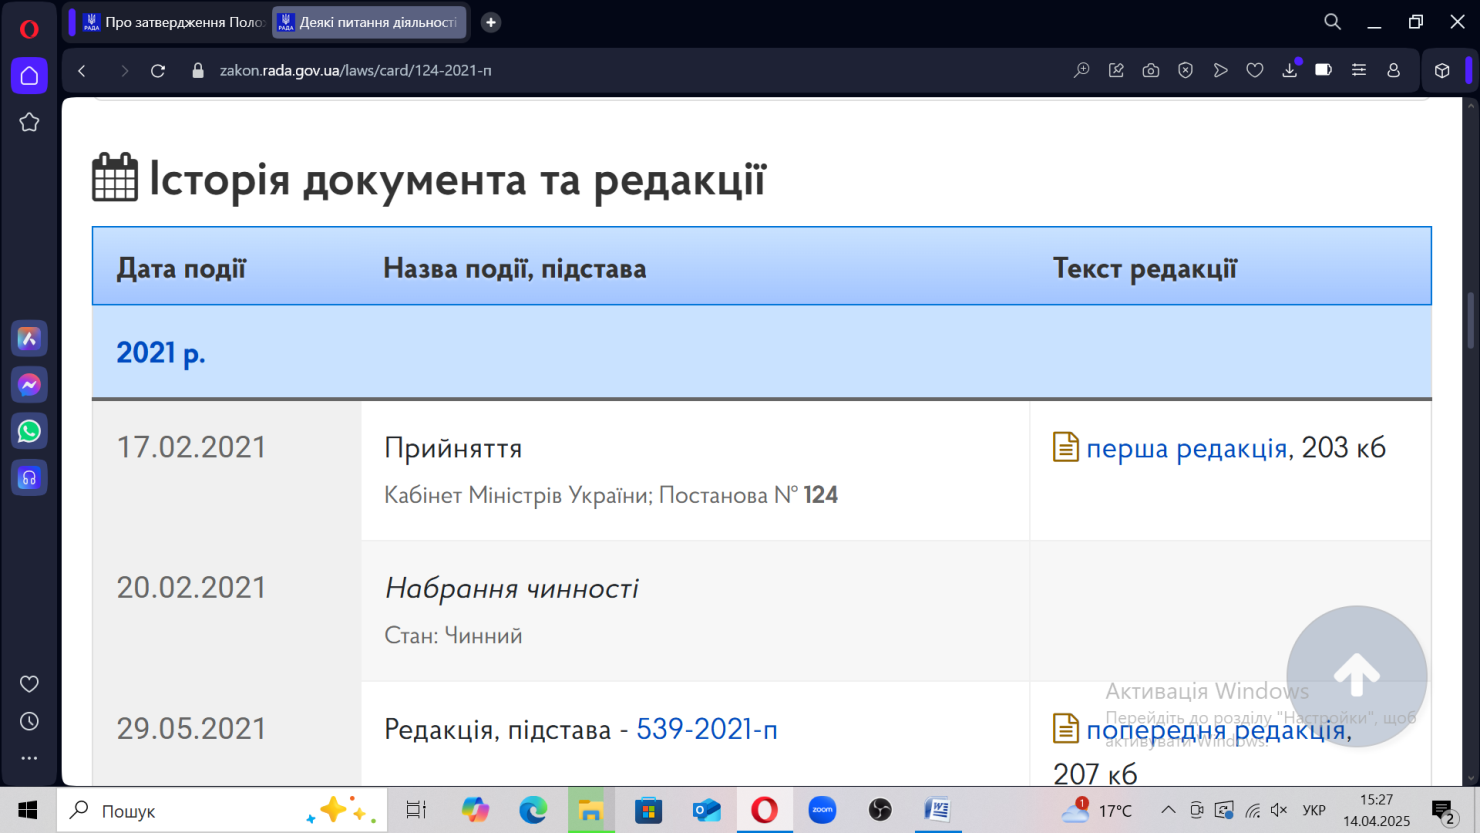 Про затвердження Поло
Деякі питання діяльності
zakon.rada.gov.ua/laws/card/124-2021-п
Історія документа та редакції
Дата події Назва події, підстава Текст редакції
2021 р.
17.02.2021 Прийняття перша редакція, 203 кб
Кабінет Міністрів України; Постанова № 124
20.02.2021 Набрання чинності
Стан: Чинний
Активація Windows
Перейдіть до розділу "Настройки", щоб
активувати Windows.
29.05.2021 Редакція, підстава - 539-2021-п попередня редакція,
207 кб
Пошук
zoom
1
17°C
УКР
15:27
14.04.2025
2